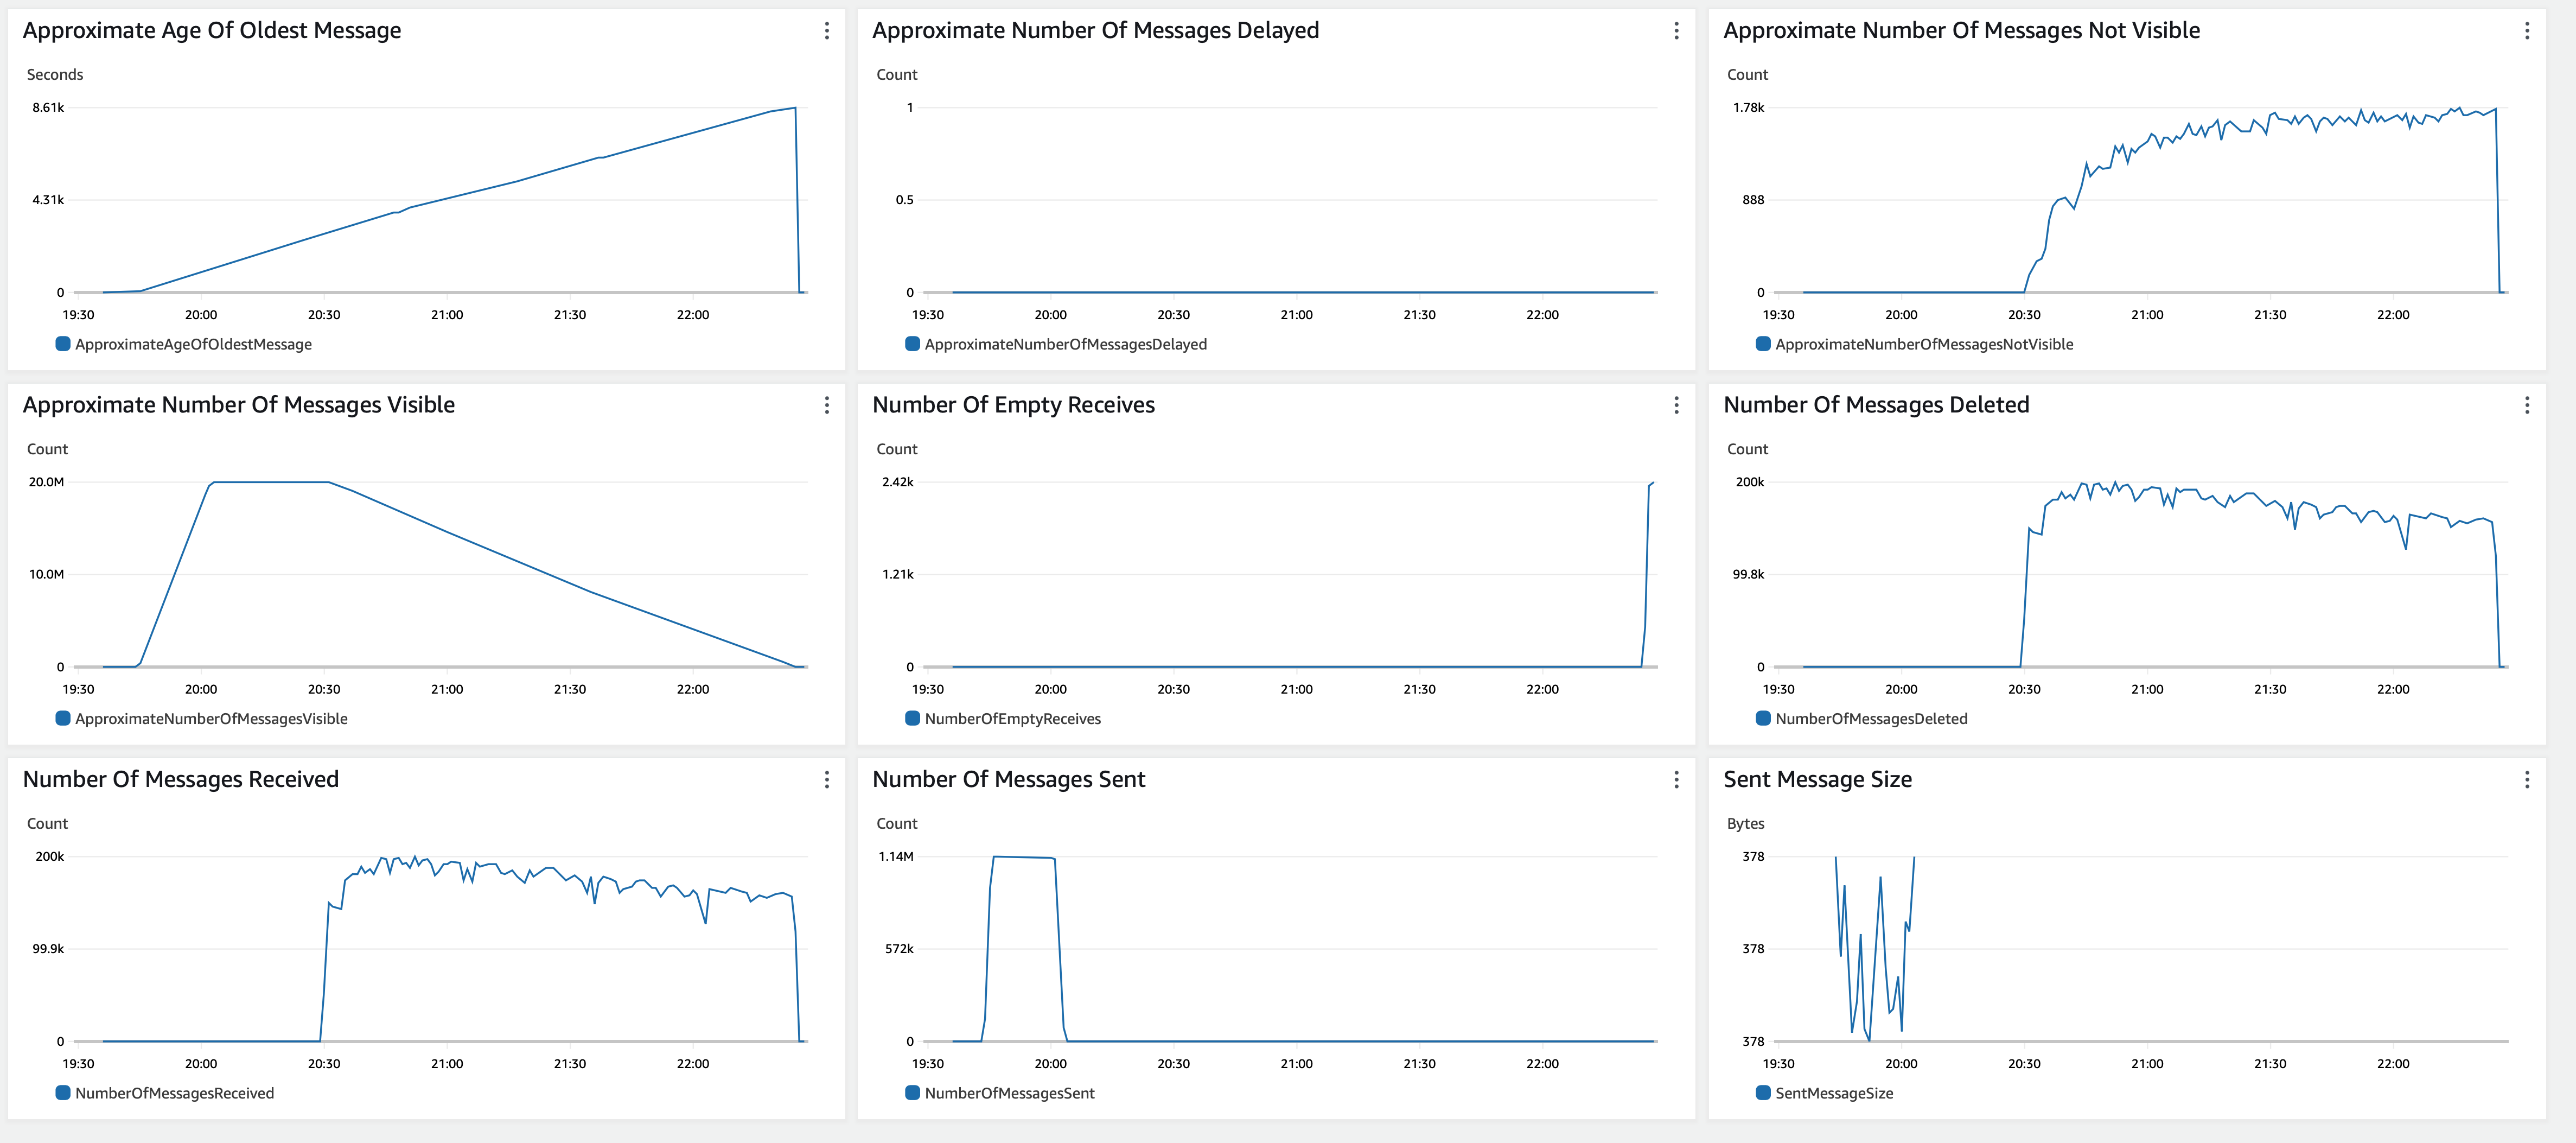 Approximate Age Of Oldest Message
Seconds
8.61k
4.31k
0
19:30 20:00 20:30 21:00 21:30 22:00
ApproximateAgeOfOldestMessage
Approximate Number Of Messages Delayed
Count
1
0.5
0
19:30 20:00 20:30 21:00 21:30 22:00
ApproximateNumberOfMessagesDelayed
Approximate Number Of Messages Not Visible
Count
1.78k
888
0
19:30 20:00 20:30 21:00 21:30 22:00
ApproximateNumberOfMessagesNotVisible
Approximate Number Of Messages Visible
Count
20.0M
10.0M
0
19:30 20:00 20:30 21:00 21:30 22:00
ApproximateNumberOfMessagesVisible
Number Of Empty Receives
Count
2.42k
1.21k
0
19:30 20:00 20:30 21:00 21:30 22:00
NumberOfEmptyReceives
Number Of Messages Deleted
Count
200k
99.8k
0
19:30 20:00 20:30 21:00 21:30 22:00
NumberOfMessagesDeleted
Number Of Messages Received
Count
200k
99.9k
0
19:30 20:00 20:30 21:00 21:30 22:00
NumberOfMessagesReceived
Number Of Messages Sent
Count
1.14M
572k
0
19:30 20:00 20:30 21:00 21:30 22:00
NumberOfMessagesSent
Sent Message Size
Bytes
378
378
378
19:30 20:00 20:30 21:00 21:30 22:00
SentMessageSize